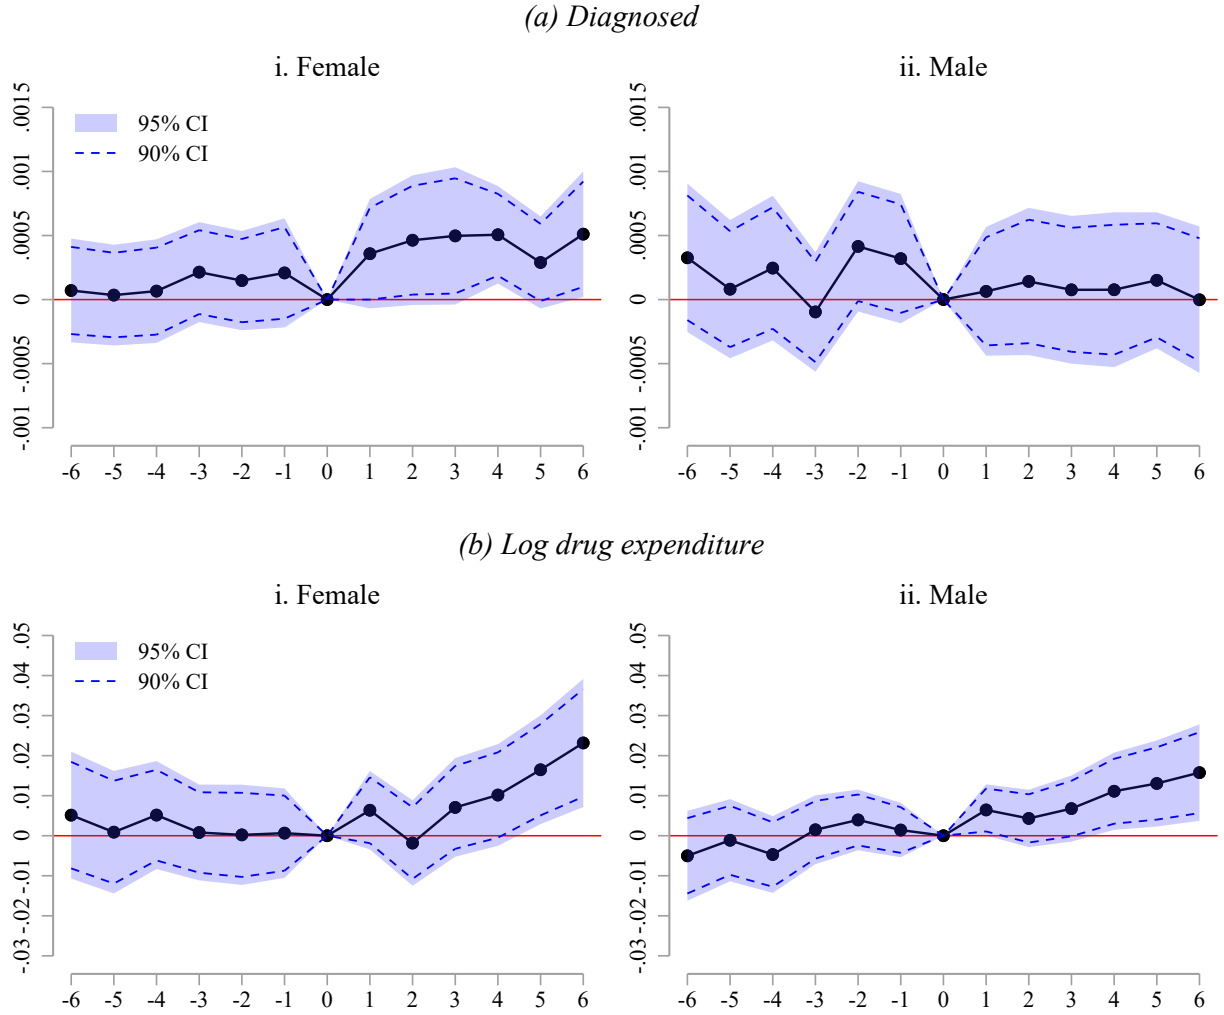 (a) Diagnosed
i. Female
ii. Male
.0015
.001
.0005
0
-.0005
-.001
95% CI
90% CI
-6 -5 -4 -3 -2 -1 0 1 2 3 4 5 6
.0015
.001
.0005
0
-.0005
-.001
-6 -5 -4 -3 -2 -1 0 1 2 3 4 5 6
(b) Log drug expenditure
i. Female
ii. Male
.05
.04
.03
.02
.01
0
-.01
-.02
-.03
95% CI
90% CI
-6 -5 -4 -3 -2 -1 0 1 2 3 4 5 6
.05
.04
.03
.02
.01
0
-.01
-.02
-.03
-6 -5 -4 -3 -2 -1 0 1 2 3 4 5 6